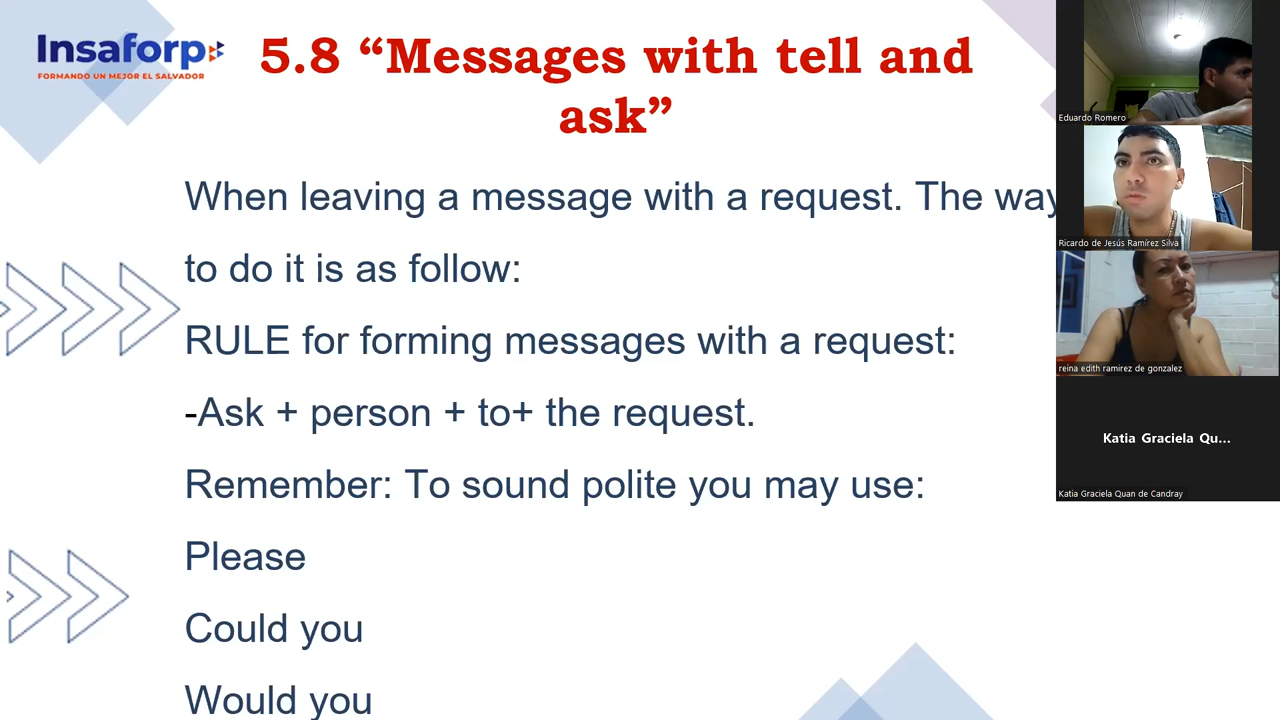 Insaforp
FORMANDO UN MEJOR EL SALVADOR
5.8 “Messages with tell and
ask”
When leaving a message with a request. The way
to do it is as follow:
RULE for forming messages with a request:
-Ask + person + to+ the request.
Remember: To sound polite you may use:
Please
Could you
Would you
Eduardo Romero
Ricardo de Jesús Ramírez Silva
reina edith ramirez de gonzalez
Katia Graciela Qu...
Katia Graciela Quan de Candray